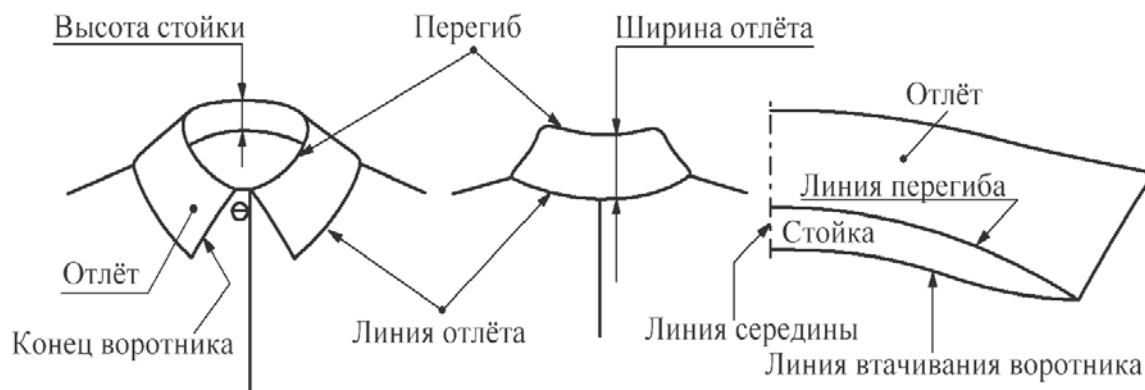 Высота стойки
Перегиб
Ширина отлёта
Отлёт
Линия перегиба
Стойка
Отлёт
Конец воротника
Линия отлёта
Линия середины
Линия втачивания воротника